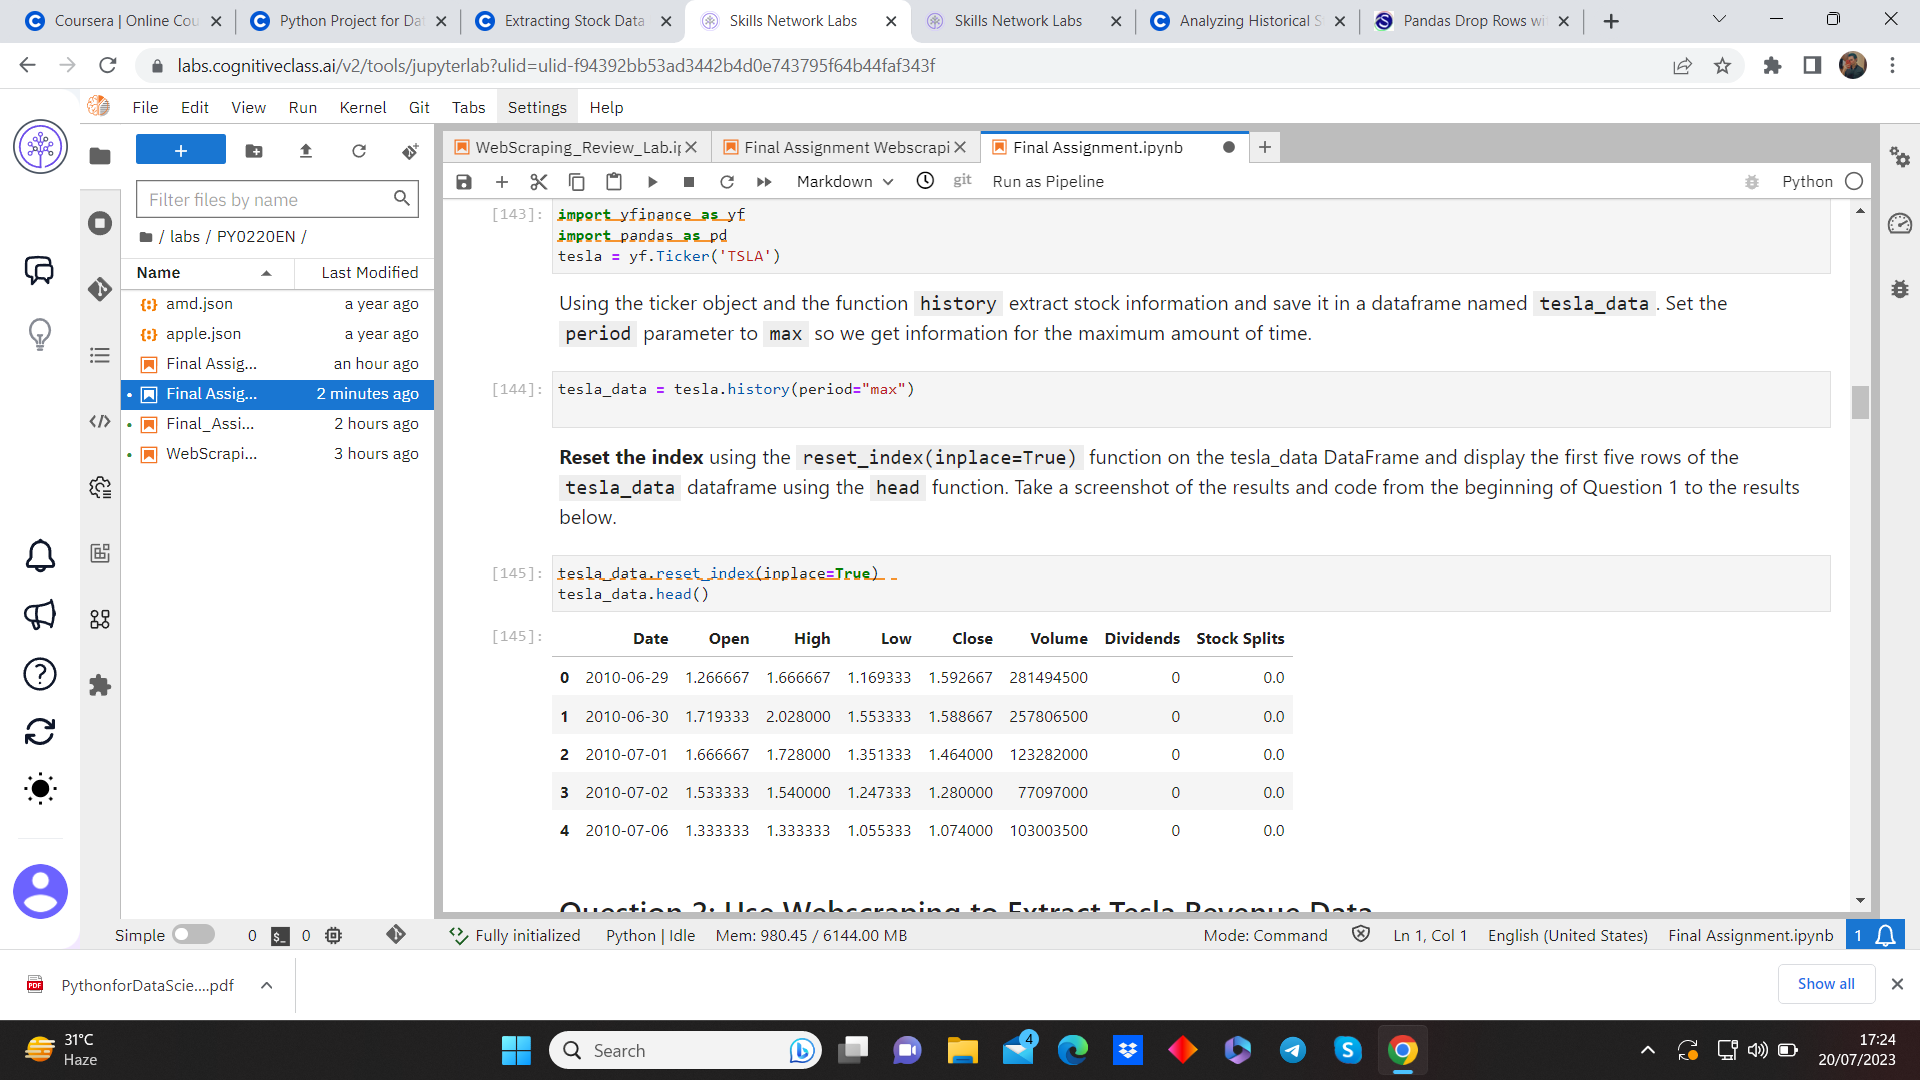 Coursera | Online Cou
Python Project for Dat
Extracting Stock Data
Skills Network Labs
Skills Network Labs
Analyzing Historical S
Pandas Drop Rows wi
labs.cognitiveclass.ai/v2/tools/jupyterlab?ulid=ulid-f94392bb53ad3442b4d0e743795f64b44faf343f
File Edit View Run Kernel Git Tabs Settings Help
WebScraping_Review_Lab.ip
Final Assignment Webscrapi
Final Assignment.ipynb
Markdown
git
Run as Pipeline
Python
Filter files by name
/ labs / PY0220EN /
Name Last Modified
amd.json a year ago
apple.json a year ago
Final Assig... an hour ago
Final Assig... 2 minutes ago
Final_Assi... 2 hours ago
WebScrapi... 3 hours ago
[143]: import yfinance as yf
import pandas as pd
tesla = yf.Ticker('TSLA')
Using the ticker object and the function history extract stock information and save it in a dataframe named tesla_data. Set the
period parameter to max so we get information for the maximum amount of time.
[144]: tesla_data = tesla.history(period="max")
Reset the index using the reset_index(inplace=True) function on the tesla_data DataFrame and display the first five rows of the
tesla_data dataframe using the head function. Take a screenshot of the results and code from the beginning of Question 1 to the results
below.
[145]: tesla_data.reset_index(inplace=True)
tesla_data.head()
[145]: Date Open High Low Close Volume Dividends Stock Splits
0 2010-06-29 1.266667 1.666667 1.169333 1.592667 281494500 0 0.0
1 2010-06-30 1.719333 2.028000 1.553333 1.588667 257806500 0 0.0
2 2010-07-01 1.666667 1.728000 1.351333 1.464000 123282000 0 0.0
3 2010-07-02 1.533333 1.540000 1.247333 1.280000 77097000 0 0.0
4 2010-07-06 1.333333 1.333333 1.055333 1.074000 103003500 0 0.0
Question 2: Use Webscraping to Extract Tesla Revenue Data
Simple 0 $_ 0 Fully initialized Python | Idle Mem: 980.45 / 6144.00 MB Mode: Command Ln 1, Col 1 English (United States) Final Assignment.ipynb 1
PDF PythonforDataScie....pdf
Show all
31°C
Haze
Search
4
17:24
20/07/2023